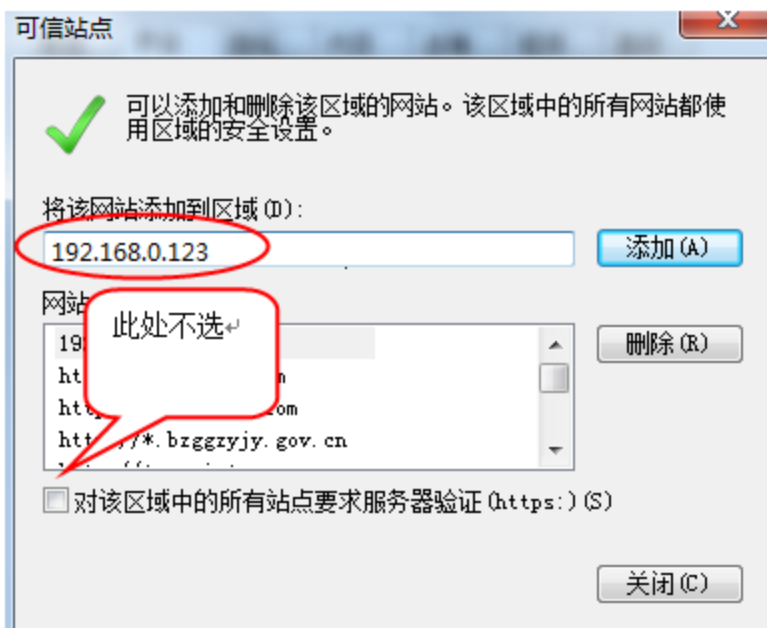 可信站点
可以添加和删除该区域的网站。该区域中的所有网站都使
用区域的安全设置。
将该网站添加到区域(D):
192.168.0.123
添加(A)
网站
此处不选
删除(R)
//*.bzggzyjy.gov.cn
对该区域中的所有站点要求服务器验证(https:)(S)
关闭(C)